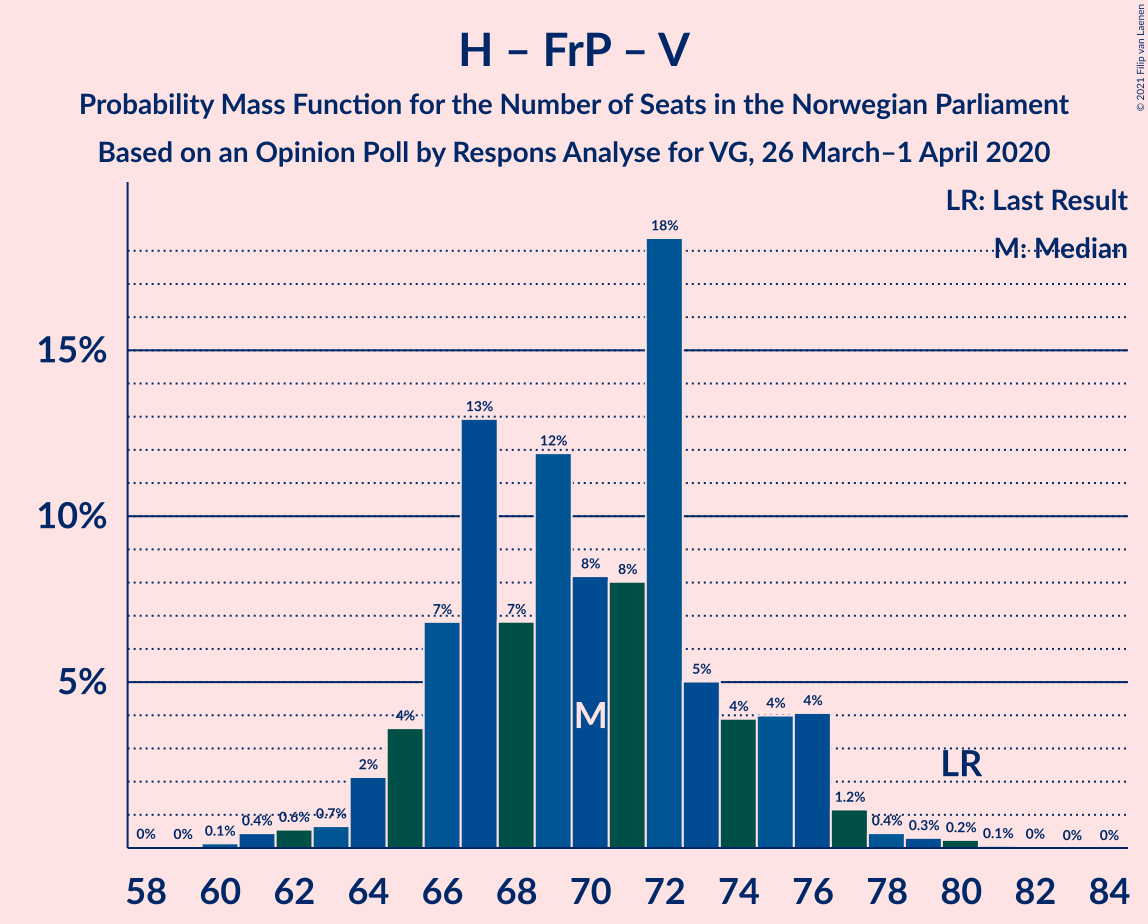 H – FrP – V
Probability Mass Function for the Number of Seats in the Norwegian Parliament
Based on an Opinion Poll by Respons Analyse for VG, 26 March–1 April 2020
© 2021 Filip van Laenen
LR: Last Result
M: Median
15%
10%
5%
0% 0% 0.1% 0.4% 0.6% 0.7% 2% 4% 7% 13% 7% 12% 8% 8% 18% 5% 4% 4% 4% 1.2% 0.4% 0.3% 0.2% 0.1% 0% 0% 0%
M
LR
58 60 62 64 66 68 70 72 74 76 78 80 82 84